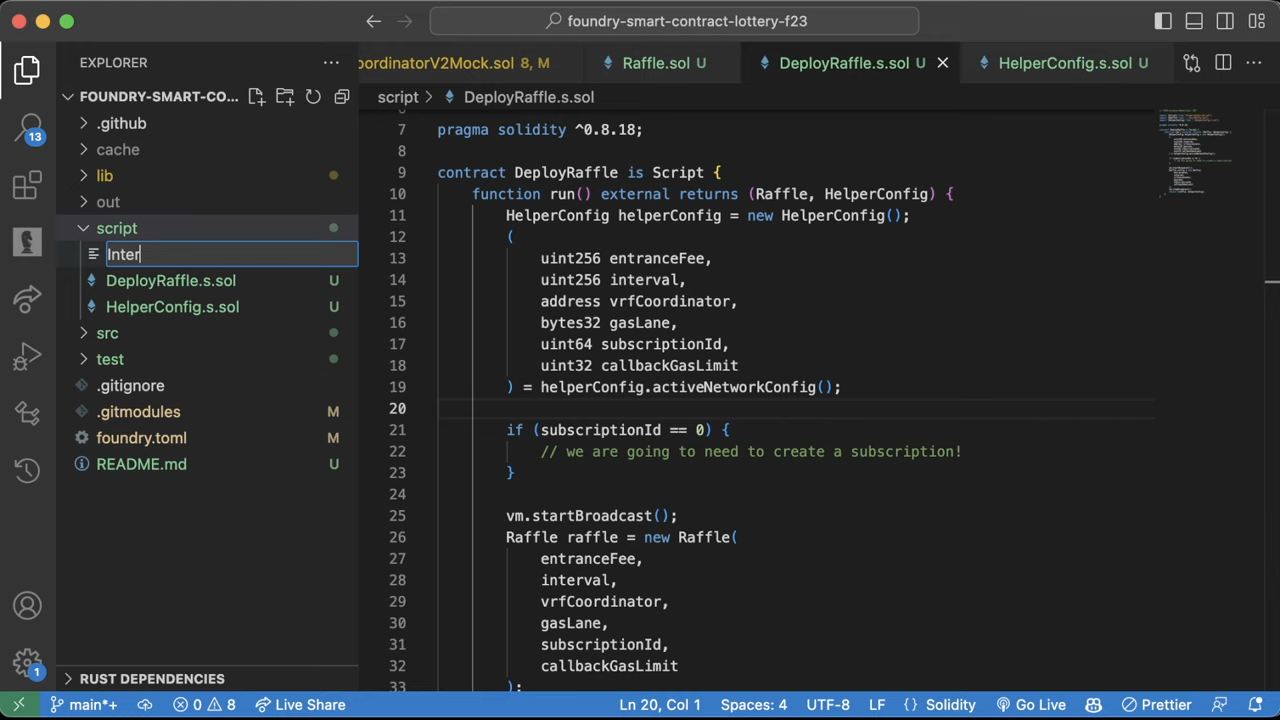 foundry-smart-contract-lottery-f23
EXPLORER
FOUNDRY-SMART-CO...
.github
cache
lib
out
script
Inter
DeployRaffle.s.sol U
HelperConfig.s.sol U
src
test
.gitignore
.gitmodules M
foundry.toml M
README.md U
RUST DEPENDENCIES
13
1
oordinatorV2Mock.sol 8, M
Raffle.sol U
DeployRaffle.s.sol U
HelperConfig.s.sol U
script > DeployRaffle.s.sol
7 pragma solidity ^0.8.18;
8
9 contract DeployRaffle is Script {
10 function run() external returns (Raffle, HelperConfig) {
11 HelperConfig helperConfig = new HelperConfig();
12 (
13 uint256 entranceFee,
14 uint256 interval,
15 address vrfCoordinator,
16 bytes32 gasLane,
17 uint64 subscriptionId,
18 uint32 callbackGasLimit
19 ) = helperConfig.activeNetworkConfig();
20
21 if (subscriptionId == 0) {
22 // we are going to need to create a subscription!
23 }
24
25 vm.startBroadcast();
26 Raffle raffle = new Raffle(
27 entranceFee,
28 interval,
29 vrfCoordinator,
30 gasLane,
31 subscriptionId,
32 callbackGasLimit
33 );
main*+ 0 8 Live Share Ln 20, Col 1 Spaces: 4 UTF-8 LF {} Solidity Go Live Prettier